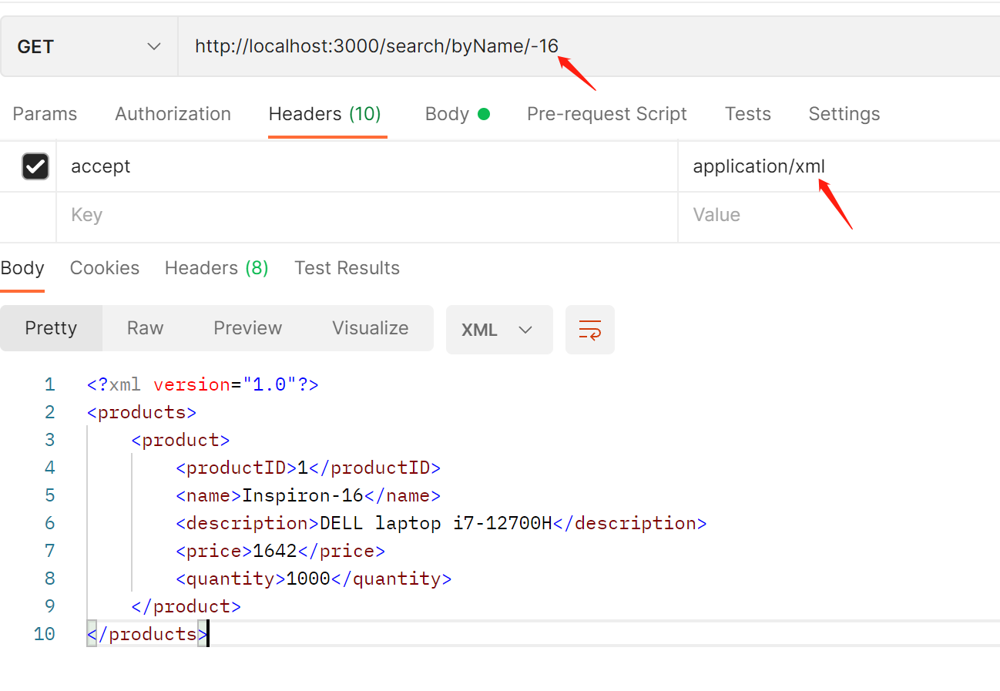 GET http://localhost:3000/search/byName/-16
Params Authorization Headers (10) Body Pre-request Script Tests Settings
accept application/xml
Key Value
Body Cookies Headers (8) Test Results
Pretty Raw Preview Visualize XML
1 <?xml version="1.0"?>
2 <products>
3 <product>
4 <productID>1</productID>
5 <name>Inspiron-16</name>
6 <description>DELL laptop i7-12700H</description>
7 <price>1642</price>
8 <quantity>1000</quantity>
9 </product>
10 </products>